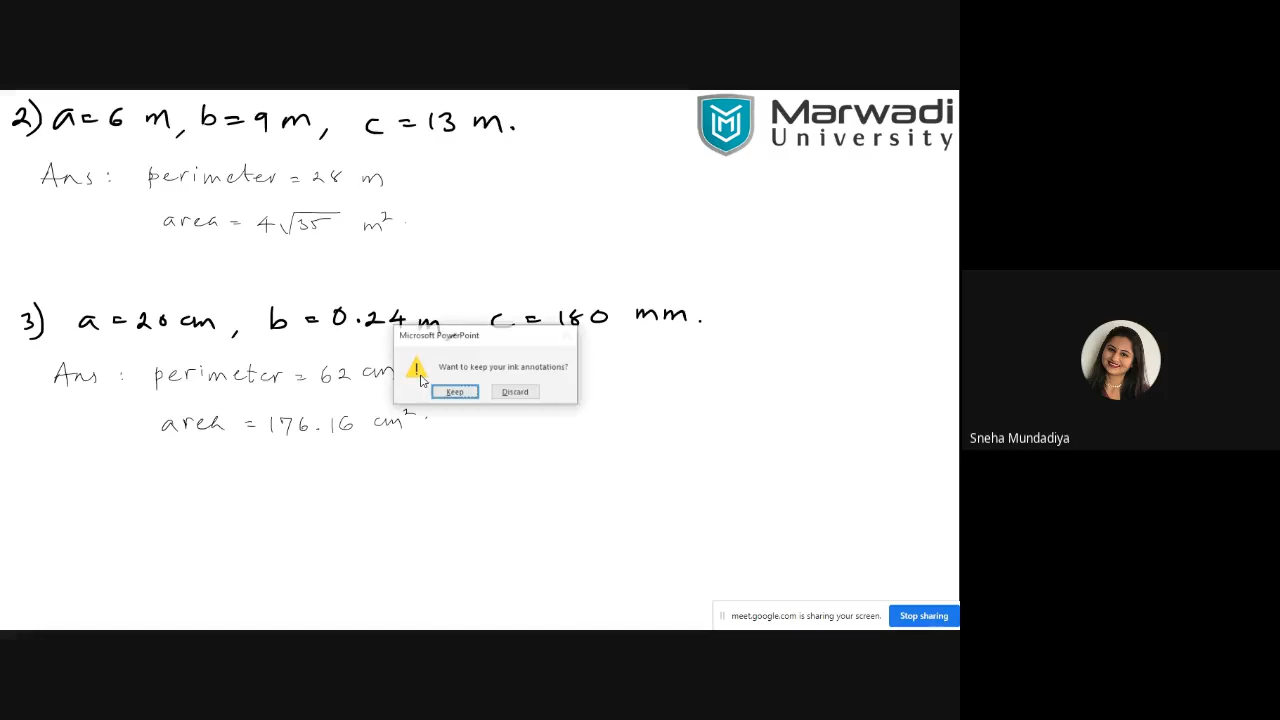 2) a = 6 m, b = 9 m, c = 13 m.
Marwadi
University
Ans : perimeter = 28 m
area = 4√35 m².
3) a = 20 cm, b = 0.24 m c = 180 mm.
Microsoft PowerPoint
Want to keep your ink annotations?
Keep Discard
Ans : perimeter = 62 cm
area = 176.16 cm².
Sneha Mundadiya
meet.google.com is sharing your screen. Stop sharing